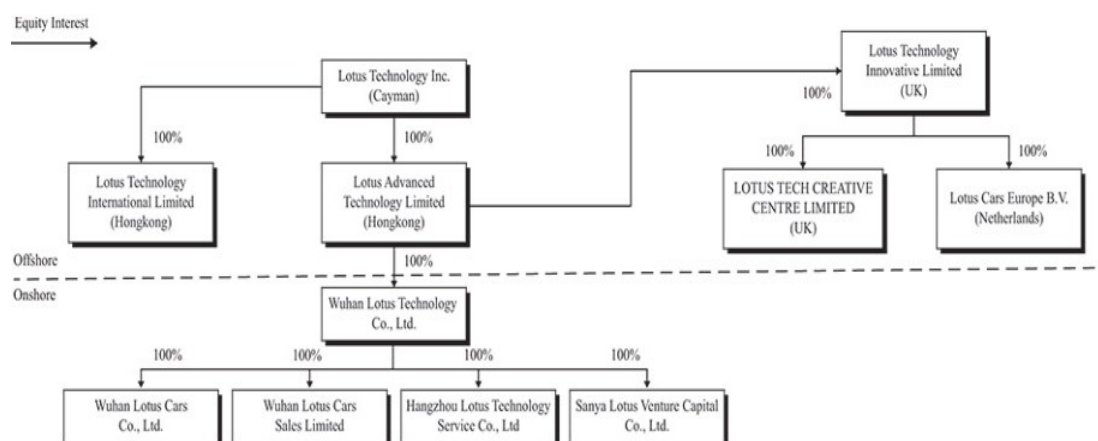 Equity Interest
Lotus Technology Inc.
(Cayman)
Lotus Technology
Innovative Limited
(UK)
100%
100%
100%
Lotus Technology
International Limited
(Hongkong)
Lotus Advanced
Technology Limited
(Hongkong)
100%
100%
LOTUS TECH CREATIVE
CENTRE LIMITED
(UK)
Lotus Cars Europe B.V.
(Netherlands)
Offshore
100%
Onshore
Wuhan Lotus Technology
Co., Ltd.
100%
100%
100%
100%
Wuhan Lotus Cars
Co., Ltd.
Wuhan Lotus Cars
Sales Limited
Hangzhou Lotus Technology
Service Co., Ltd
Sanya Lotus Venture Capital
Co., Ltd.